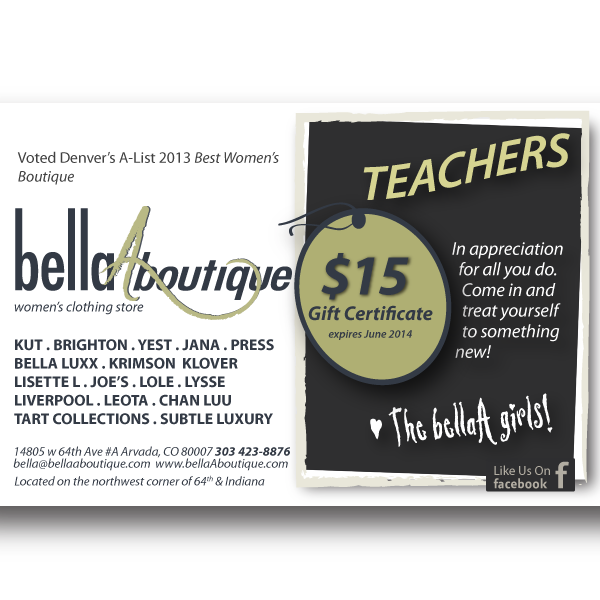 Voted Denver's A-List 2013 Best Women's
Boutique
bellaAboutique
women's clothing store
KUT . BRIGHTON . YEST . JANA . PRESS
BELLA LUXX . KRIMSON KLOVER
LISETTE L . JOE'S . LOLE . LYSSE
LIVERPOOL . LEOTA . CHAN LUU
TART COLLECTIONS . SUBTLE LUXURY
14805 w 64th Ave #A Arvada, CO 80007 303 423-8876
bella@bellaaboutique.com www.bellaAboutique.com
Located on the northwest corner of 64th & Indiana
TEACHERS
$15
Gift Certificate
expires June 2014
In appreciation
for all you do.
Come in and
treat yourself
to something
new!
♥ The bellaA girls!
Like Us On
facebook f